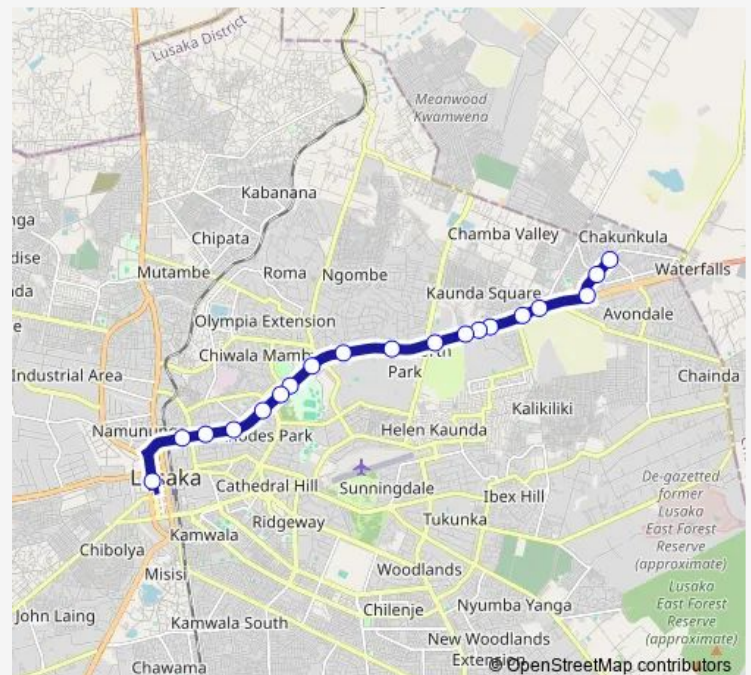 Lusaka District
Meanwood
Kwamwena
Kabanana
Chipata
Chamba Valley
Chakunkula
Mutambe
Roma
Ngombe
Waterfalls
Kaunda Square
Olympia Extension
Avondale
Chiwala Mamb
Park
Industrial Area
Chainda
Kalikiliki
Namunung
Rhodes Park
Helen Kaunda
Lusaka
Cathedral Hill
Sunningdale
Ibex Hill
De-gazetted
former
Lusaka
East Forest
Reserve
(approximate)
Ridgeway
Tukunka
Kamwala
Chibolya
Misisi
Woodlands
Lusaka
East Forest
Reserve
(approximate)
John Laing
Chilenje
Nyumba Yanga
Kamwala South
New Woodlands
Extension
Chawama
© OpenStreetMap contributors